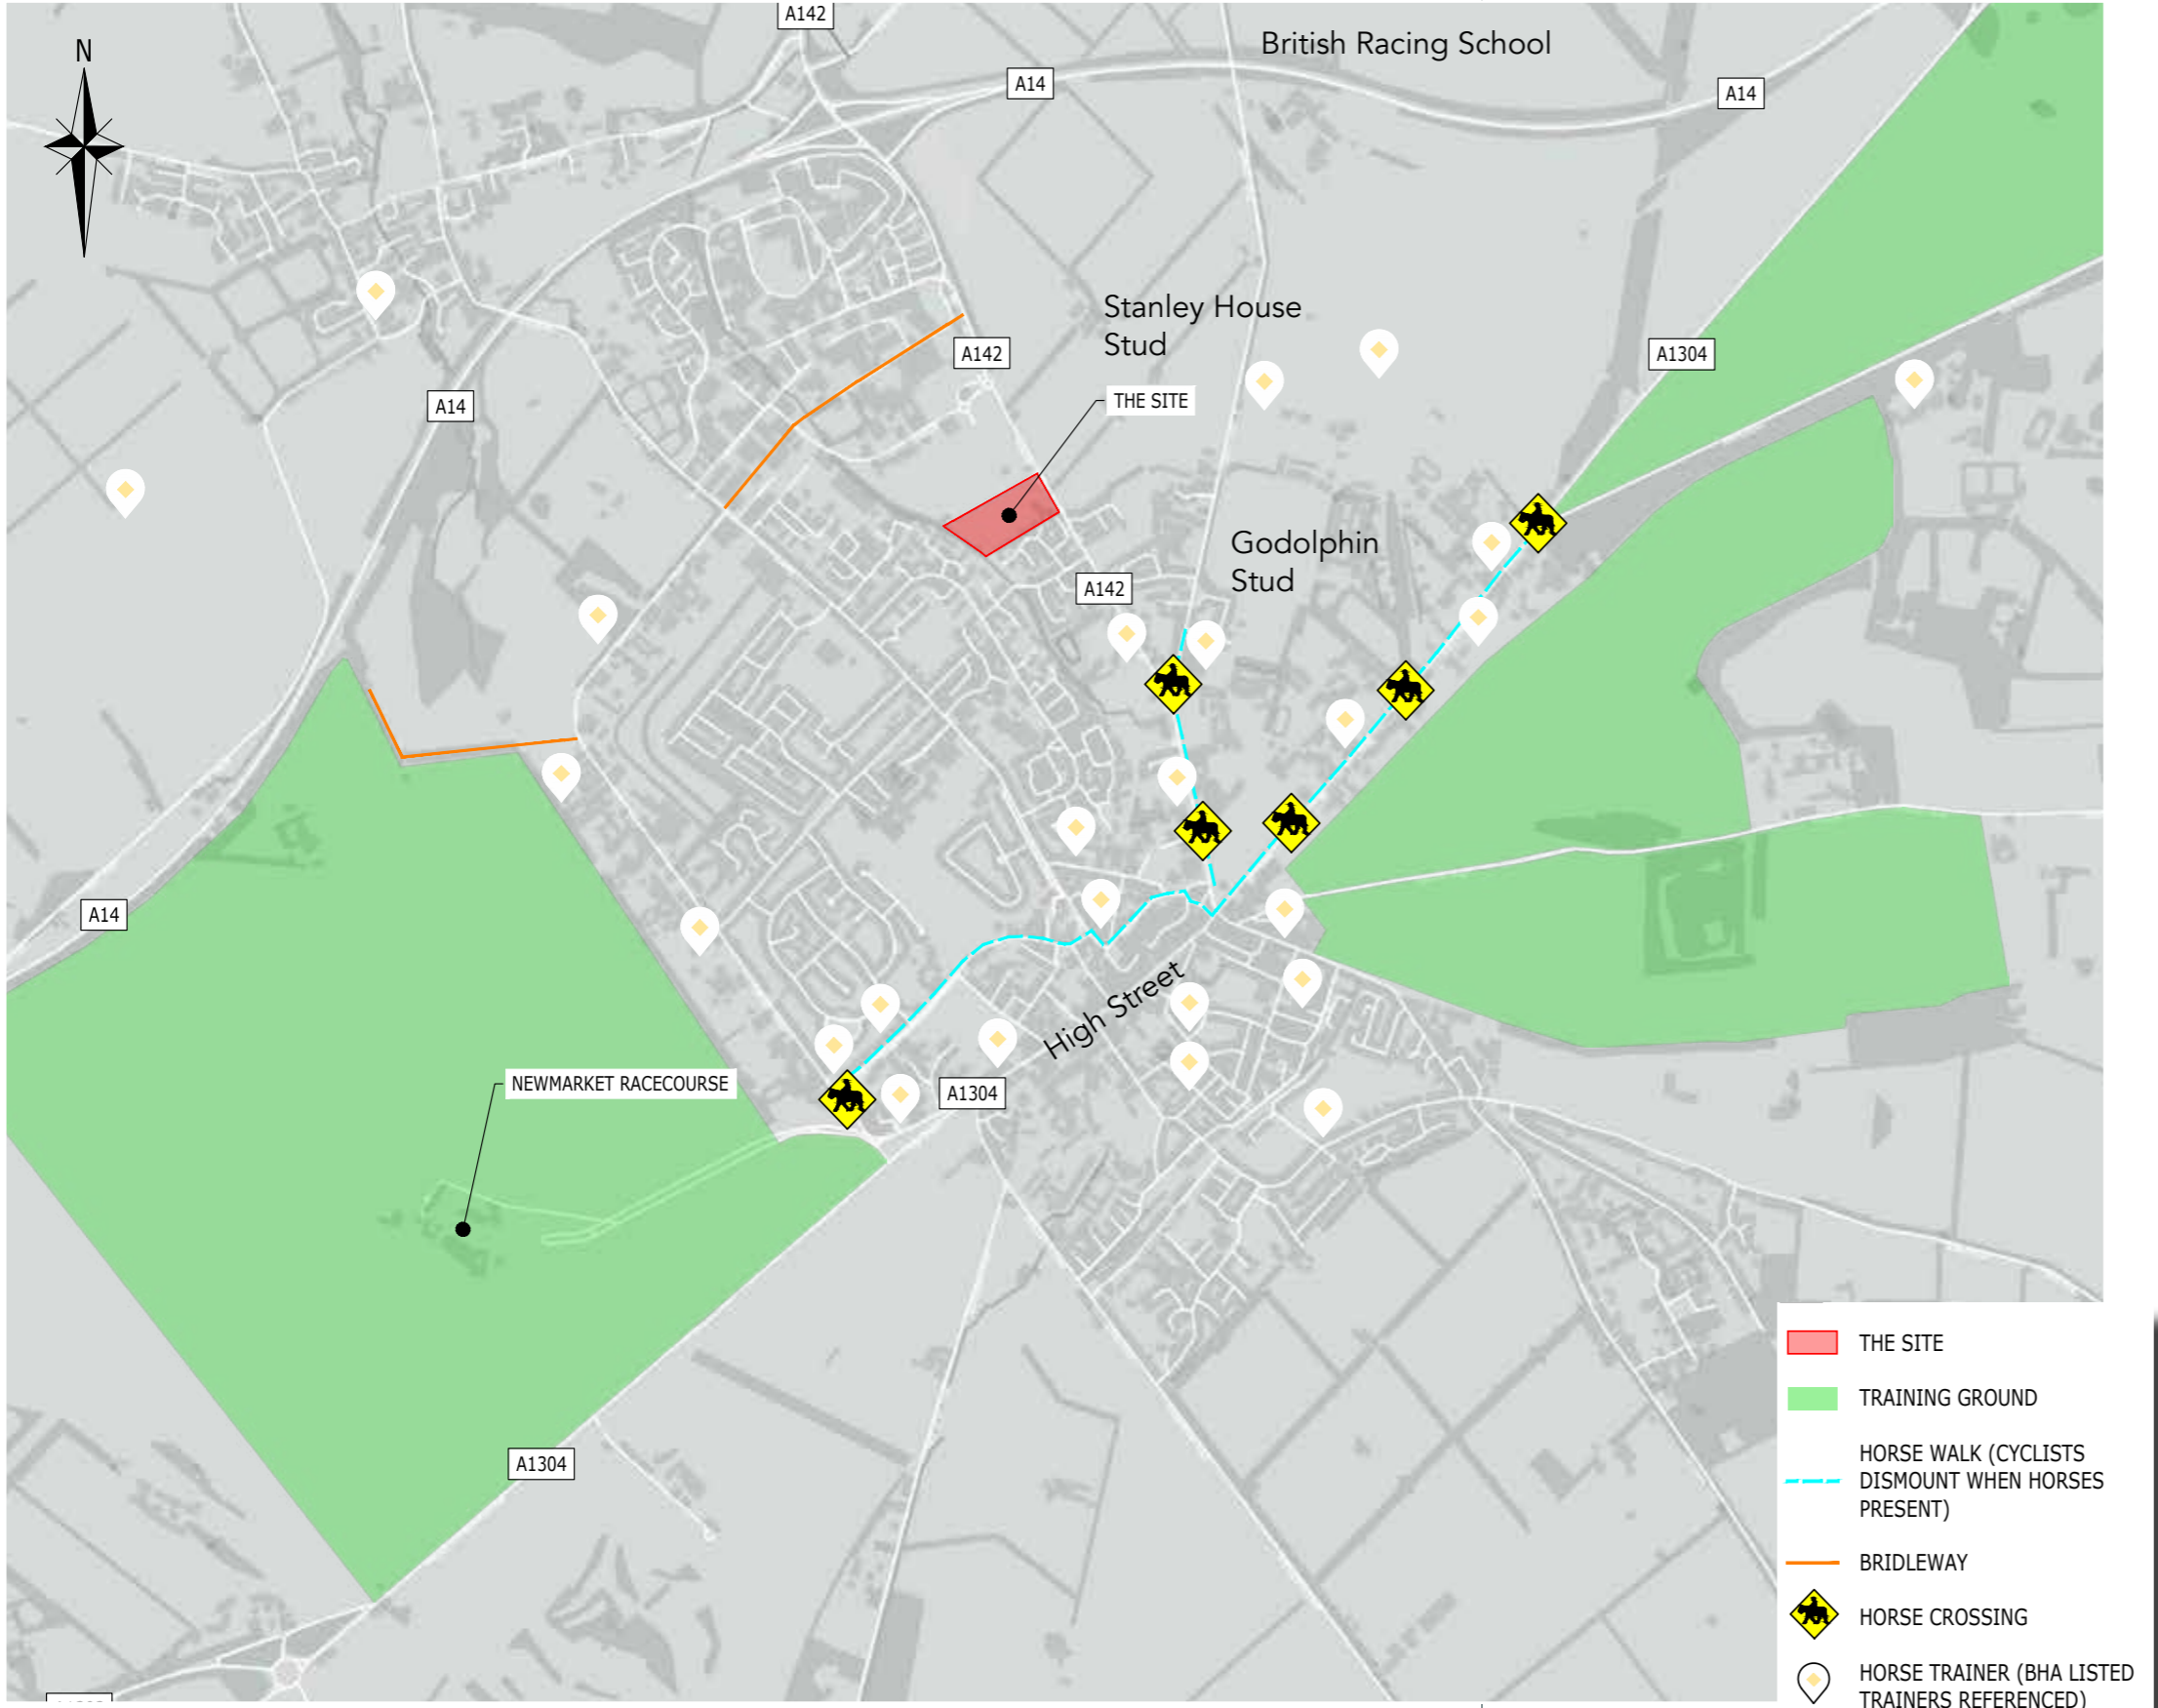 A142
British Racing School
N
A14
A14
Stanley House
Stud
A142
A1304
THE SITE
A14
Godolphin
Stud
A142
A14
High Street
NEWMARKET RACECOURSE
A1304
A1304
THE SITE
TRAINING GROUND
HORSE WALK (CYCLISTS
DISMOUNT WHEN HORSES
PRESENT)
BRIDLEWAY
HORSE CROSSING
HORSE TRAINER (BHA LISTED
TRAINERS REFERENCED)